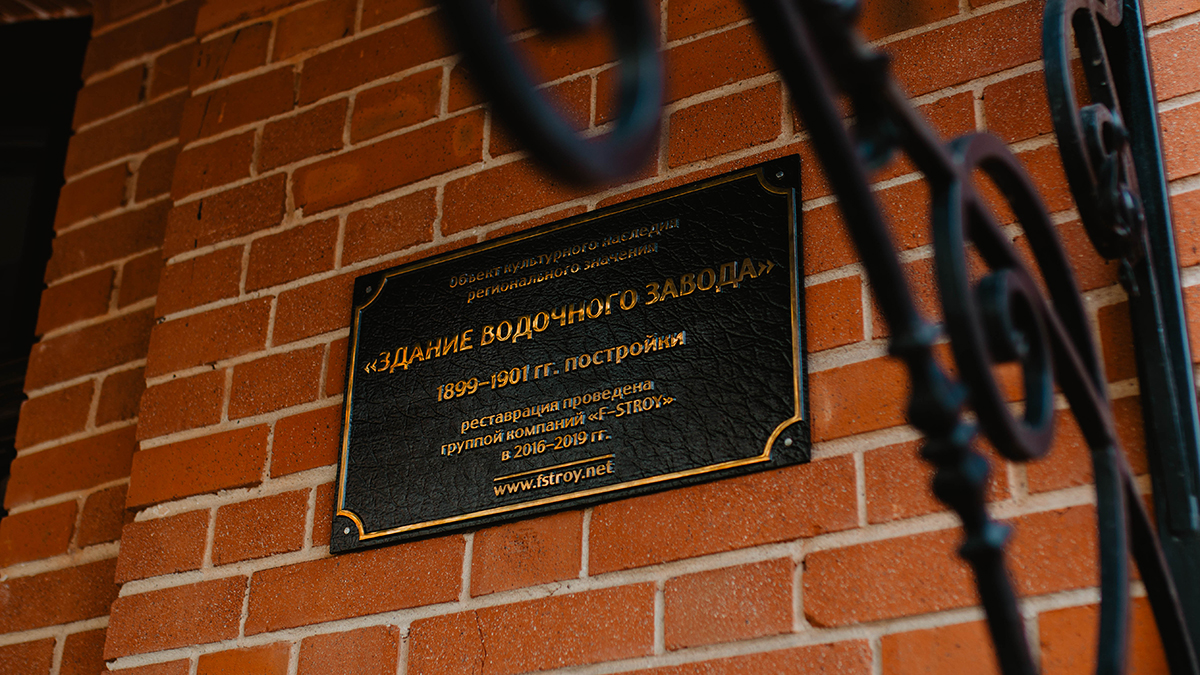 Объект культурного наследия
регионального значения
«ЗДАНИЕ ВОДОЧНОГО ЗАВОДА»
1899–1901 гг. постройки
реставрация проведена
группой компаний «F-STROY»
в 2016–2019 гг.
www.fstroy.net